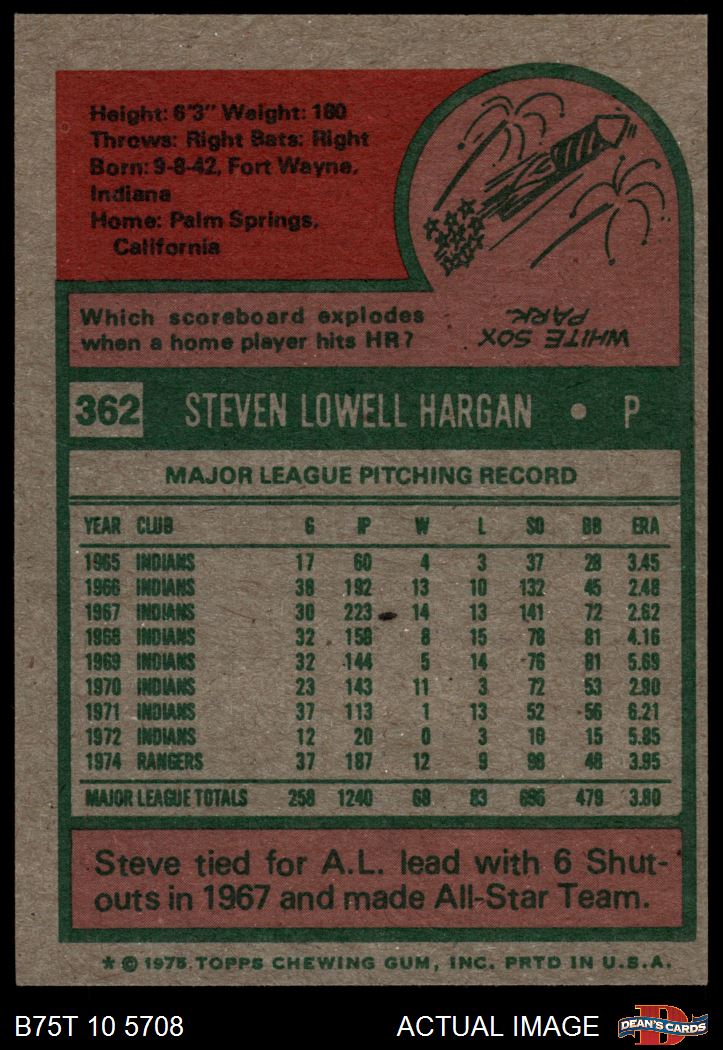 Height: 6'3" Weight: 180
Throws: Right Bats: Right
Born: 9-8-42, Fort Wayne,
Indiana
Home: Palm Springs,
California
Which scoreboard explodes
when a home player hits HR?
WHITE SOX
PARK.
362 STEVEN LOWELL HARGAN • P
MAJOR LEAGUE PITCHING RECORD
YEAR CLUB G IP W L SO BB ERA
1965 INDIANS 17 60 4 3 37 28 3.45
1966 INDIANS 38 192 13 10 132 45 2.48
1967 INDIANS 30 223 14 13 141 72 2.62
1968 INDIANS 32 158 8 15 78 81 4.16
1969 INDIANS 32 144 5 14 76 81 5.69
1970 INDIANS 23 143 11 3 72 53 2.90
1971 INDIANS 37 113 1 13 52 56 6.21
1972 INDIANS 12 20 0 3 10 15 5.85
1974 RANGERS 37 187 12 9 98 48 3.95
MAJOR LEAGUE TOTALS 258 1240 68 83 696 479 3.80
Steve tied for A.L. lead with 6 Shut-
outs in 1967 and made All-Star Team.
* © 1975 TOPPS CHEWING GUM, INC. PRTD IN U.S.A.
B75T 10 5708 ACTUAL IMAGE DEAN'S CARDS